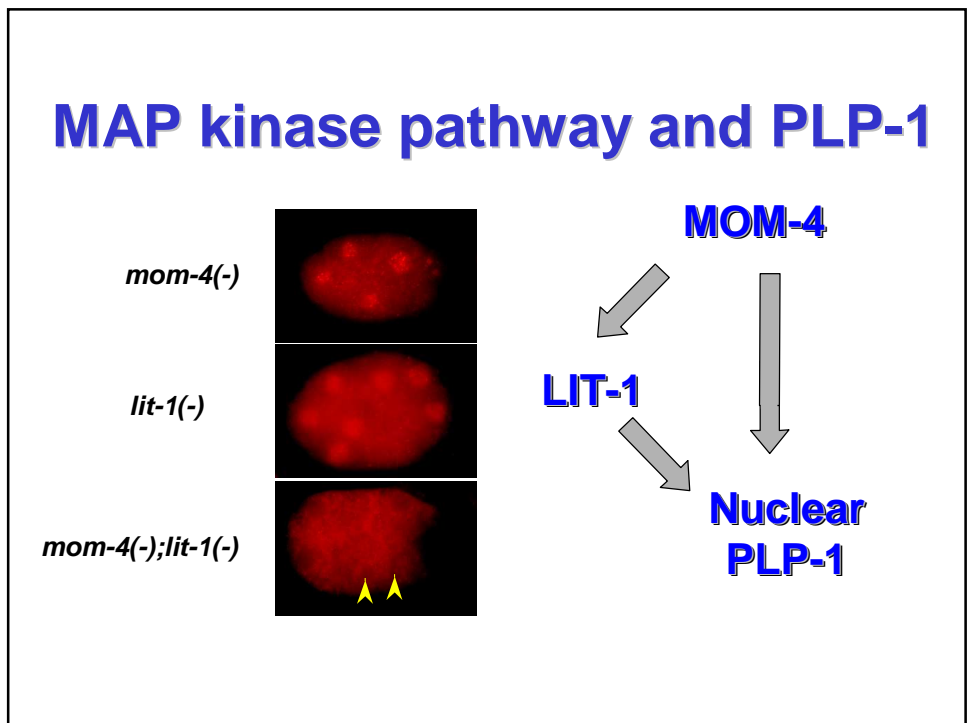 MAP kinase pathway and PLP-1
mom-4(-)
lit-1(-)
mom-4(-);lit-1(-)
MOM-4
LIT-1
Nuclear
PLP-1